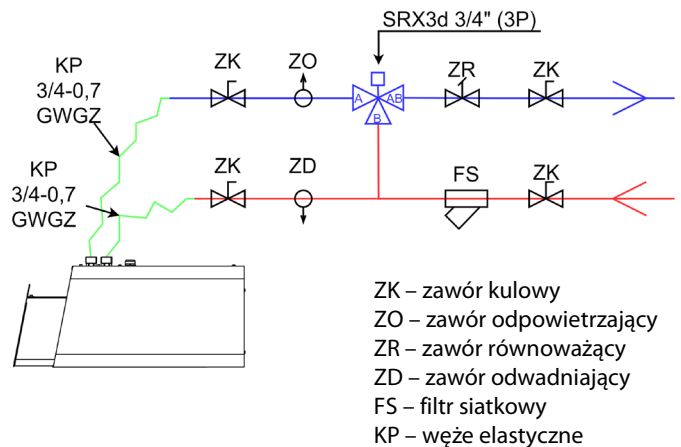 SRX3d 3/4" (3P)
KP
3/4-0,7
GWGZ
ZK
ZO
ZR
ZK
A
AB
B
KP
3/4-0,7
GWGZ
ZK
ZD
FS
ZK
ZK – zawór kulowy
ZO – zawór odpowietrzający
ZR – zawór równoważący
ZD – zawór odwadniający
FS – filtr siatkowy
KP – węże elastyczne